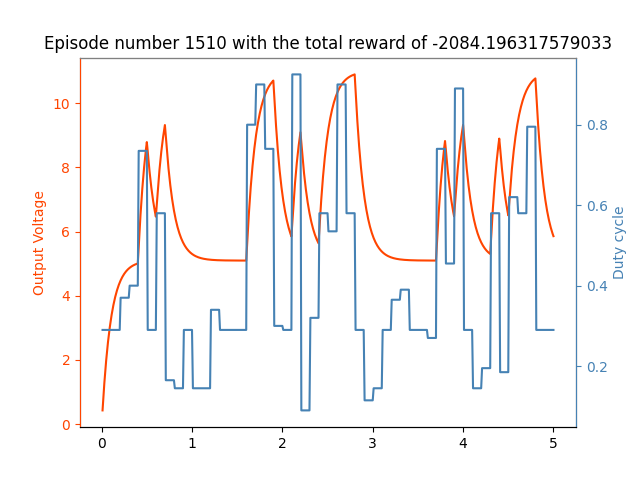 Episode number 1510 with the total reward of -2084.196317579033
10
8
6
4
2
0
Output Voltage
0.8
0.6
0.4
0.2
Duty cycle
0 1 2 3 4 5